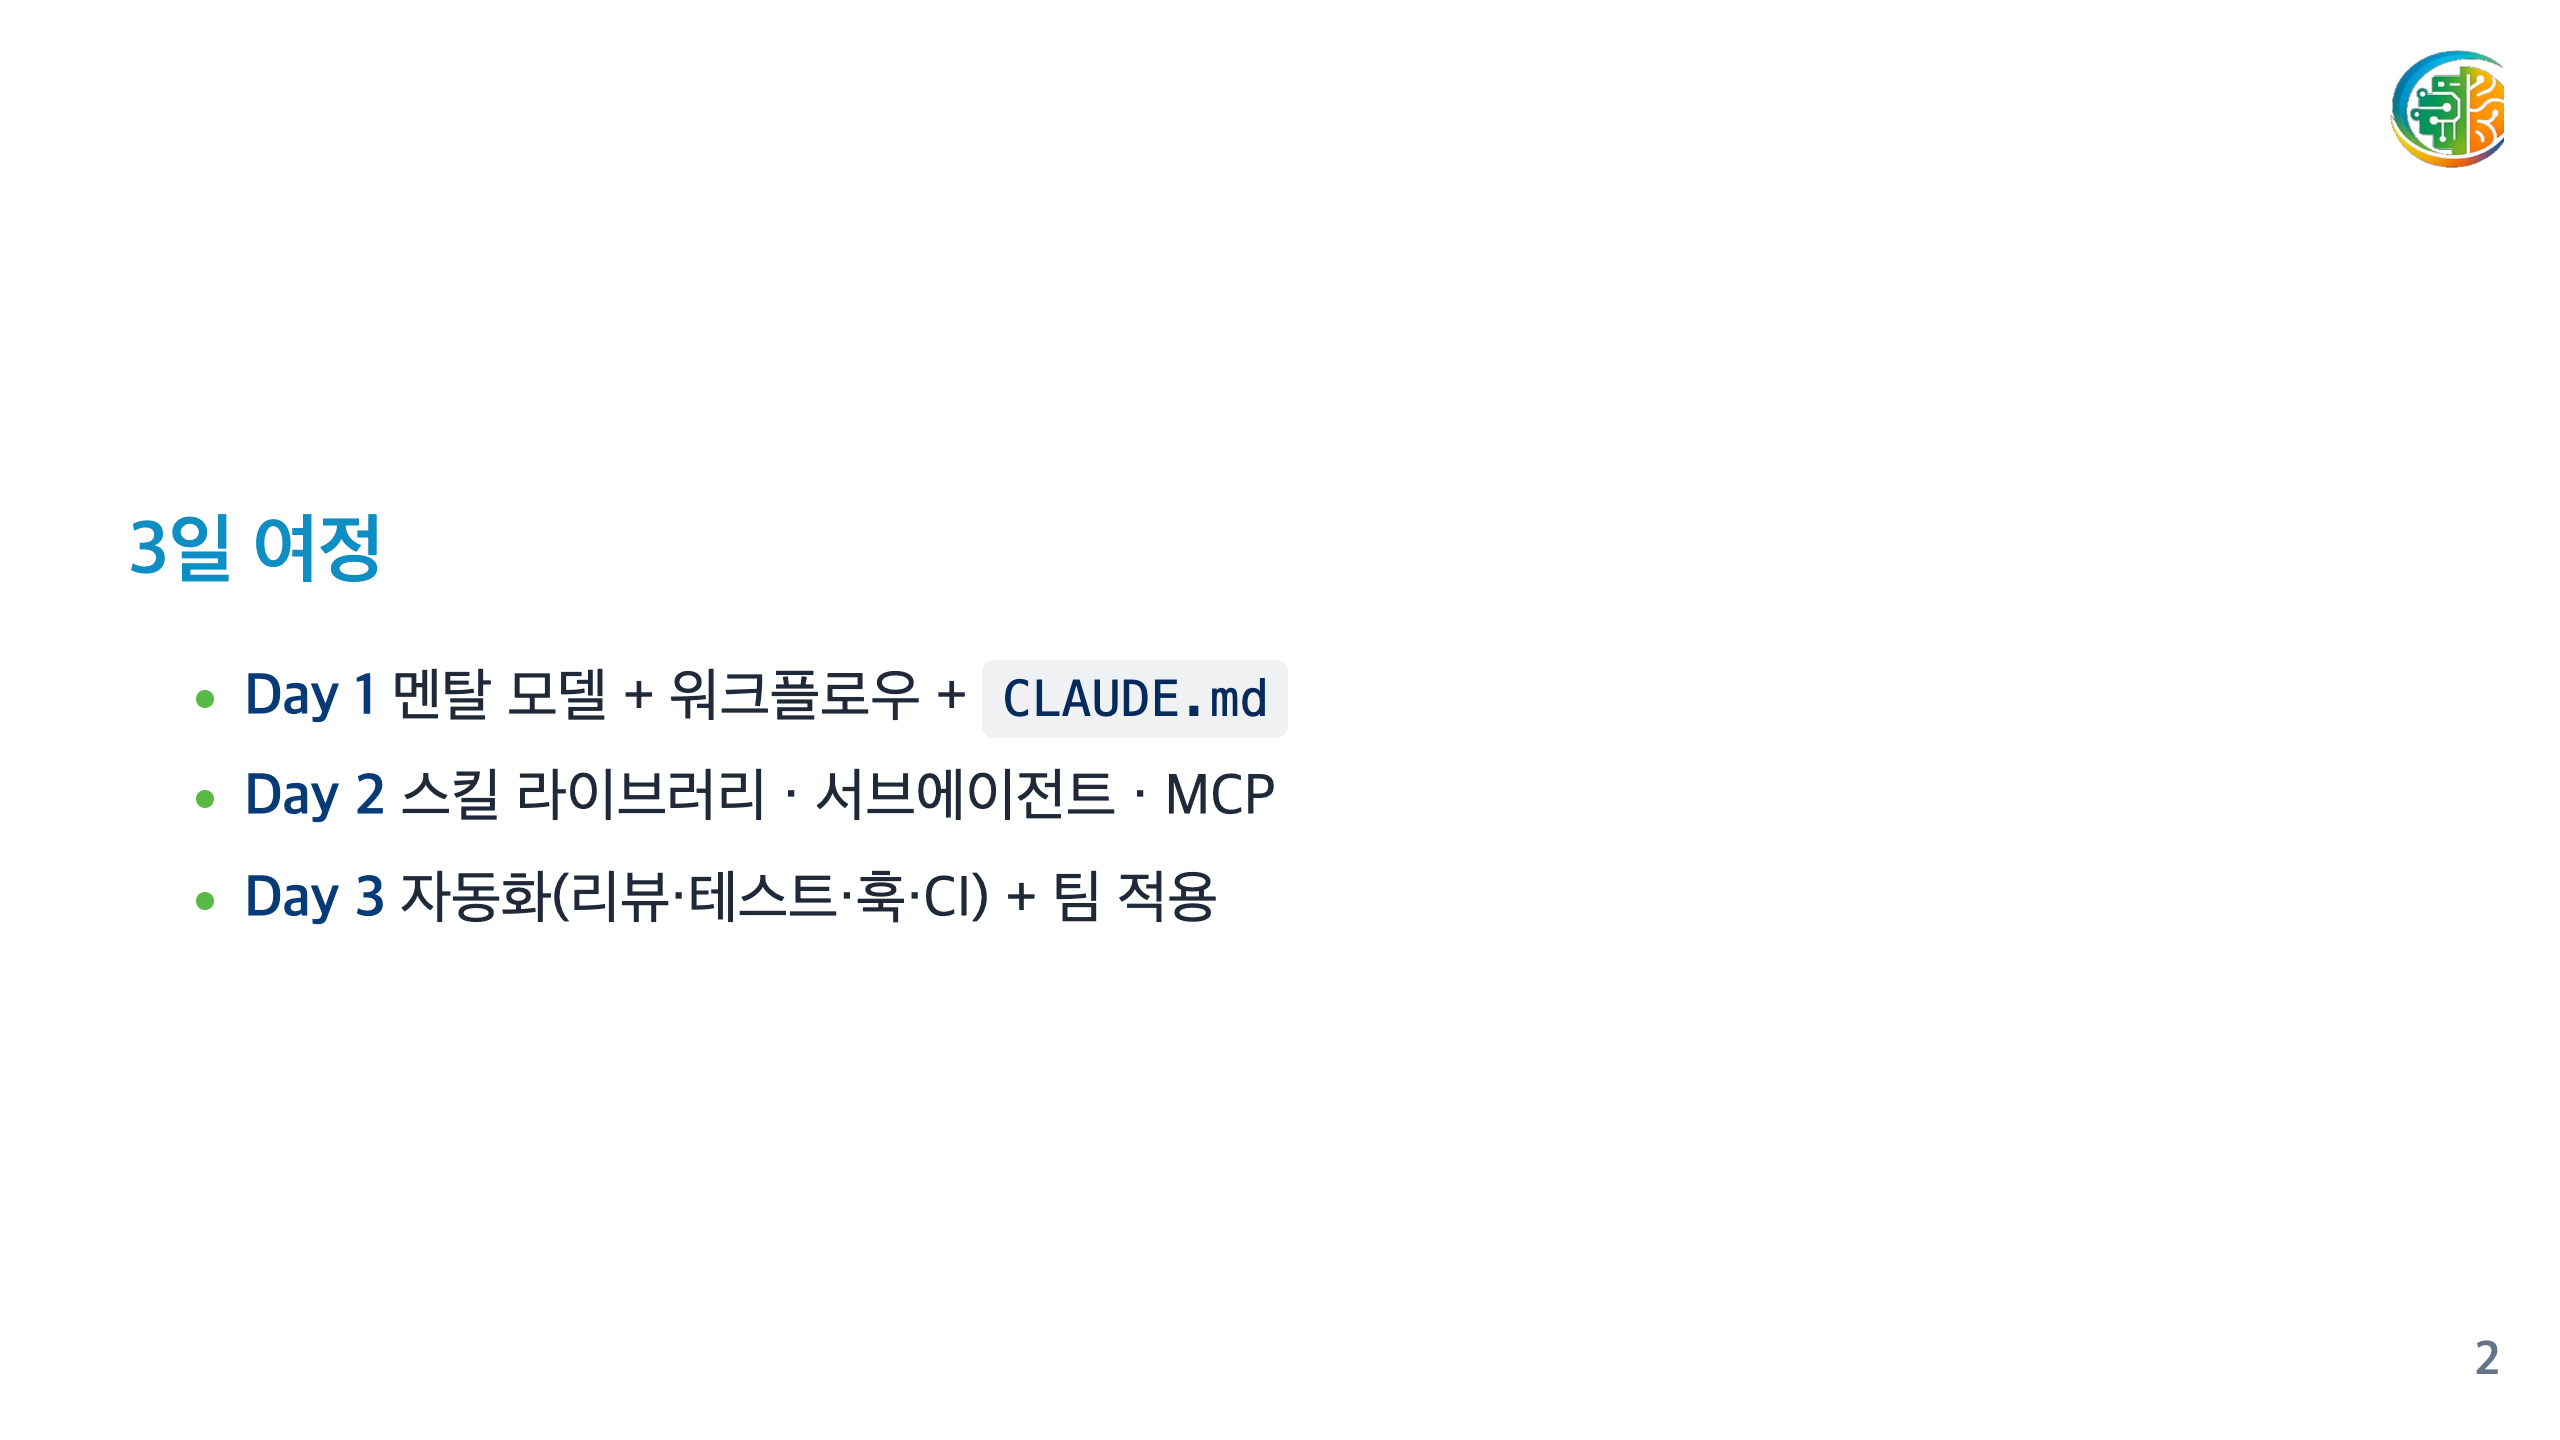 3일 여정
Day 1 멘탈 모델 + 워크플로우 + CLAUDE.md
Day 2 스킬 라이브러리 · 서브에이전트 · MCP
Day 3 자동화(리뷰·테스트·훅·CI) + 팀 적용
2